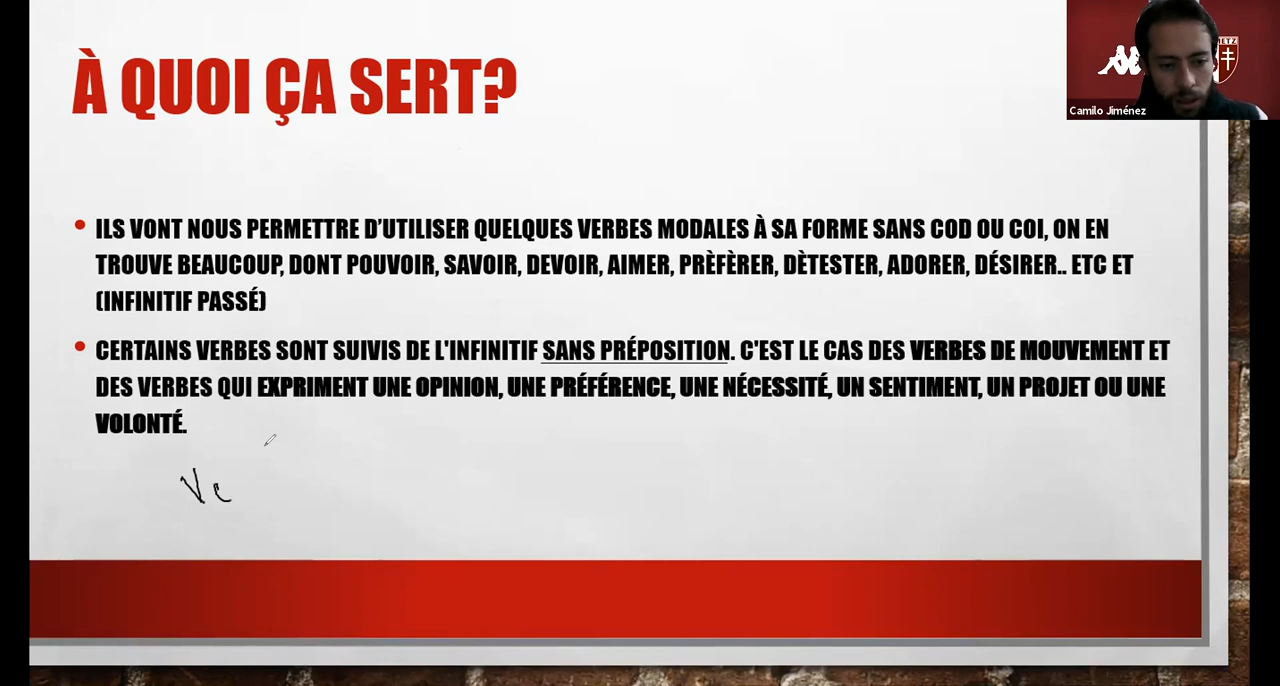 À QUOI ÇA SERT?
Camilo Jiménez
• ILS VONT NOUS PERMETTRE D'UTILISER QUELQUES VERBES MODALES À SA FORME SANS COD OU COI, ON EN
TROUVE BEAUCOUP, DONT POUVOIR, SAVOIR, DEVOIR, AIMER, PRÈFÈRER, DÈTESTER, ADORER, DÉSIRER.. ETC ET
(INFINITIF PASSÉ)
• CERTAINS VERBES SONT SUIVIS DE L'INFINITIF SANS PRÉPOSITION. C'EST LE CAS DES VERBES DE MOUVEMENT ET
DES VERBES QUI EXPRIMENT UNE OPINION, UNE PRÉFÉRENCE, UNE NÉCESSITÉ, UN SENTIMENT, UN PROJET OU UNE
VOLONTÉ.
Ve